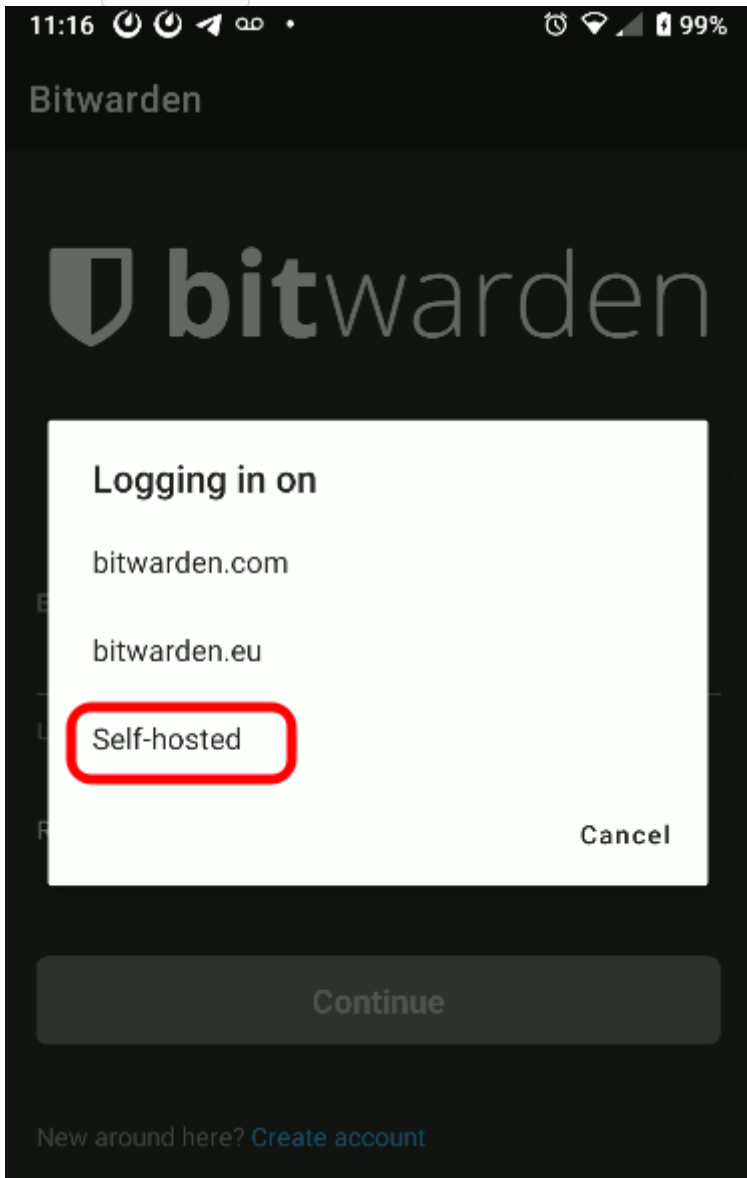 11:16 99%
Bitwarden
bitwarden
Logging in on
bitwarden.com
E
bitwarden.eu
L
Self-hosted
R
Cancel
Continue
New around here? Create account